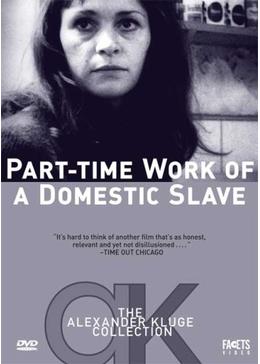 PART-TIME WORK OF
A DOMESTIC SLAVE
"It's hard to think of another film that's as honest,
relevant and yet not disillusioned . . . ."
–TIME OUT CHICAGO
ak
THE
ALEXANDER KLUGE
COLLECTION
DVD
VIDEO
FACETS
VIDEO